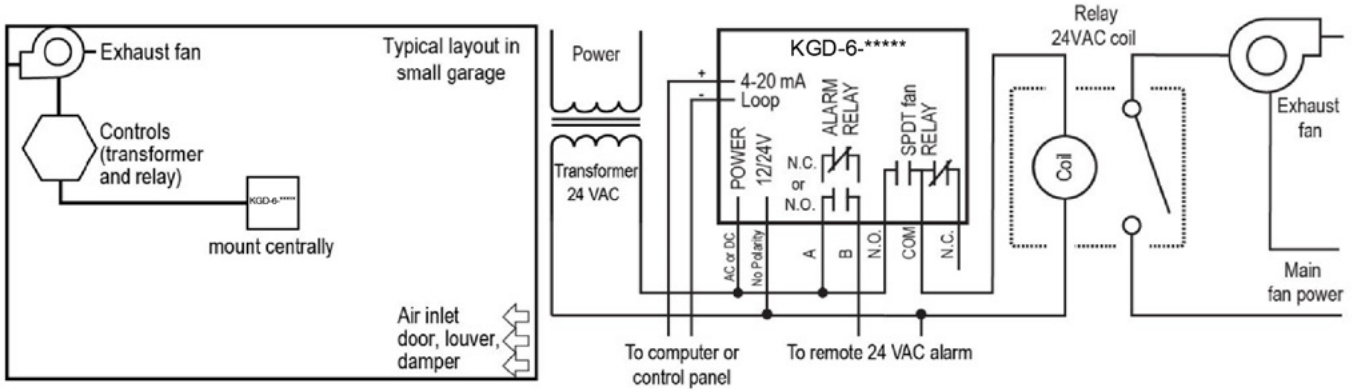 Exhaust fan
Typical layout in
small garage
Controls
(transformer
and relay)
KGD-6-*****
mount centrally
Air inlet
door, louver,
damper
Power
Transformer
24 VAC
KGD-6-*****
+
4-20 mA
-
Loop
POWER
12/24V
ALARM
RELAY
N.C.
or
N.O.
SPDT fan
RELAY
AC or DC
No Polarity
A
B
N.O.
COM
N.C.
To computer or
control panel
To remote 24 VAC alarm
Relay
24VAC coil
Coil
Exhaust
fan
Main
fan power